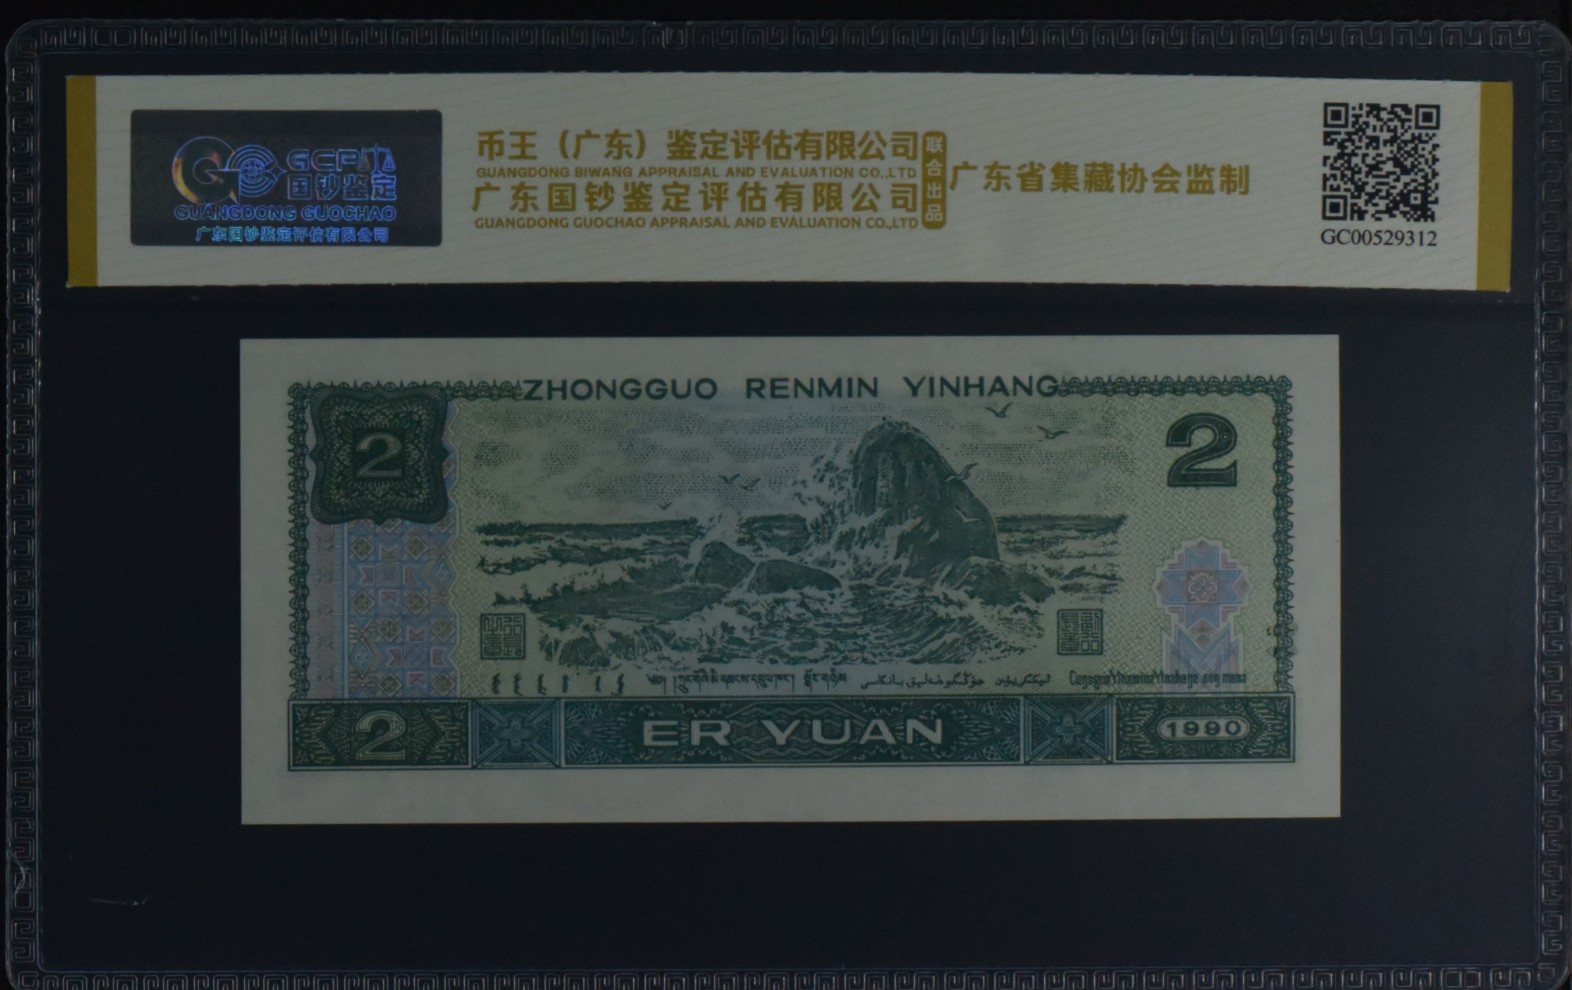 GCP
国钞鉴定
GUANGDONG GUOCHAO
广东国钞鉴定评估有限公司
币王（广东）鉴定评估有限公司
GUANGDONG BIWANG APPRAISAL AND EVALUATION CO.,LTD
广东国钞鉴定评估有限公司
GUANGDONG GUOCHAO APPRAISAL AND EVALUATION CO.,LTD
联合出品
广东省集藏协会监制
GC00529312
ZHONGGUO RENMIN YINHANG
2
2
2
ER YUAN
1990